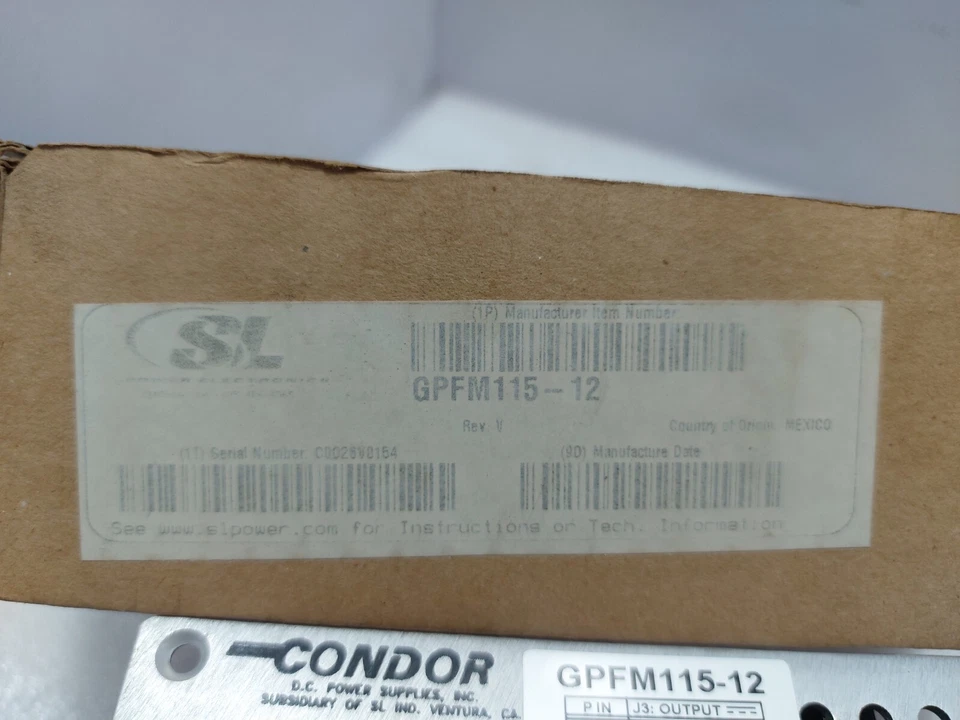 (1P) Manufacturer Item Number
SL
POWER ELECTRONICS
GPFM115-12
Rev. V
Country of Origin: MEXICO
(1T) Serial Number:
(9D) Manufacture Date
See www.slpower.com for Instructions or Tech. Information
CONDOR
D.C. POWER SUPPLIES, INC.
SUBSIDIARY OF SL IND. VENTURA, CA.
GPFM115-12
PIN
J3: OUTPUT